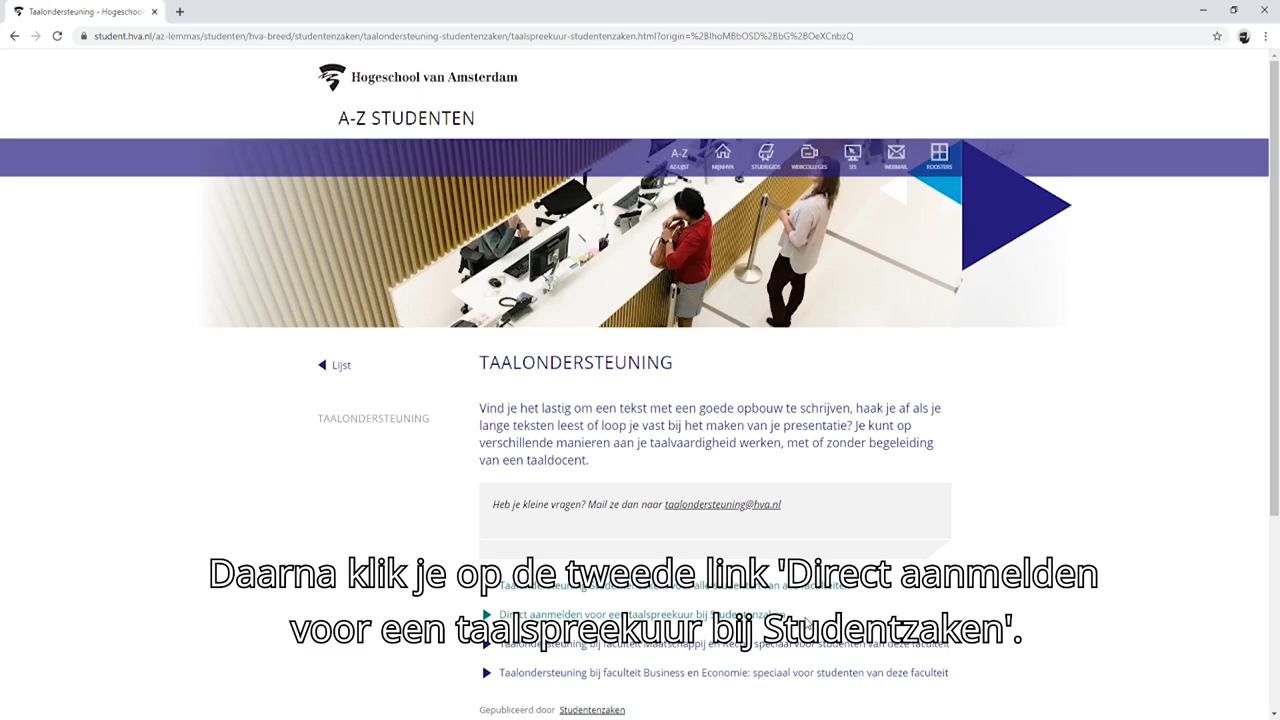 Taalondersteuning - Hogeschool
student.hva.nl/az-lemmas/studenten/hva-breed/studentenzaken/taalondersteuning-studentenzaken/taalspreekuur-studentenzaken.html?origin=%2BlhoMBbOSD%2BbG%2BOeXCnbzQ
Hogeschool van Amsterdam
A-Z STUDENTEN
A-Z
AZ-LIJST MIJNHVA STUDIEGIDS WEBCOLLEGES SIS WEBMAIL ROOSTERS
Lijst
TAALONDERSTEUNING
TAALONDERSTEUNING
Vind je het lastig om een tekst met een goede opbouw te schrijven, haak je af als je
lange teksten leest of loop je vast bij het maken van je presentatie? Je kunt op
verschillende manieren aan je taalvaardigheid werken, met of zonder begeleiding
van een taaldocent.
Heb je kleine vragen? Mail ze dan naar taalondersteuning@hva.nl
Daarna klik je op de tweede link 'Direct aanmelden
voor een taalspreekuur bij Studentzaken'.
Direct aanmelden voor een taalspreekuur bij Studentenzaken
Taalondersteuning bij faculteit Maatschappij en Recht: speciaal voor studenten van deze faculteit
Taalondersteuning bij faculteit Business en Economie: speciaal voor studenten van deze faculteit
Gepubliceerd door Studentenzaken